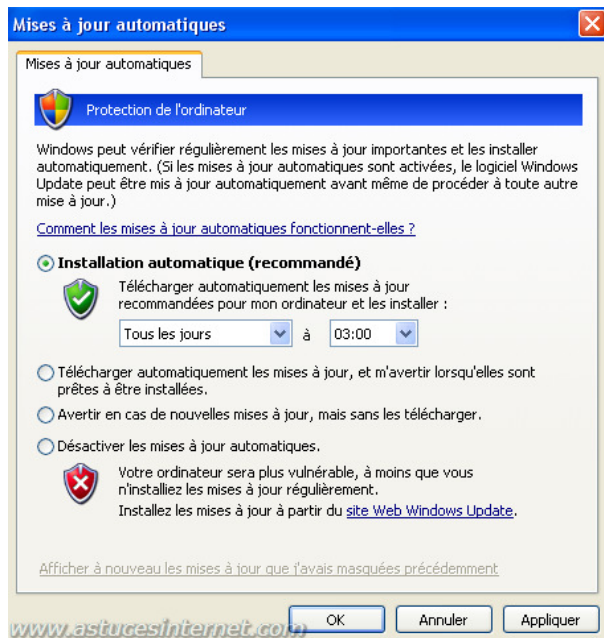 Mises à jour automatiques
Mises à jour automatiques
Protection de l'ordinateur
Windows peut vérifier régulièrement les mises à jour importantes et les installer
automatiquement. (Si les mises à jour automatiques sont activées, le logiciel Windows
Update peut être mis à jour automatiquement avant même de procéder à toute autre
mise à jour.)
Comment les mises à jour automatiques fonctionnent-elles ?
Installation automatique (recommandé)
Télécharger automatiquement les mises à jour
recommandées pour mon ordinateur et les installer :
Tous les jours à 03:00
Télécharger automatiquement les mises à jour, et m'avertir lorsqu'elles sont
prêtes à être installées.
Avertir en cas de nouvelles mises à jour, mais sans les télécharger.
Désactiver les mises à jour automatiques.
Votre ordinateur sera plus vulnérable, à moins que vous
n'installiez les mises à jour régulièrement.
Installez les mises à jour à partir du site Web Windows Update.
Afficher à nouveau les mises à jour que j'avais masquées précédemment
OK Annuler Appliquer
www.astucesinternet.com